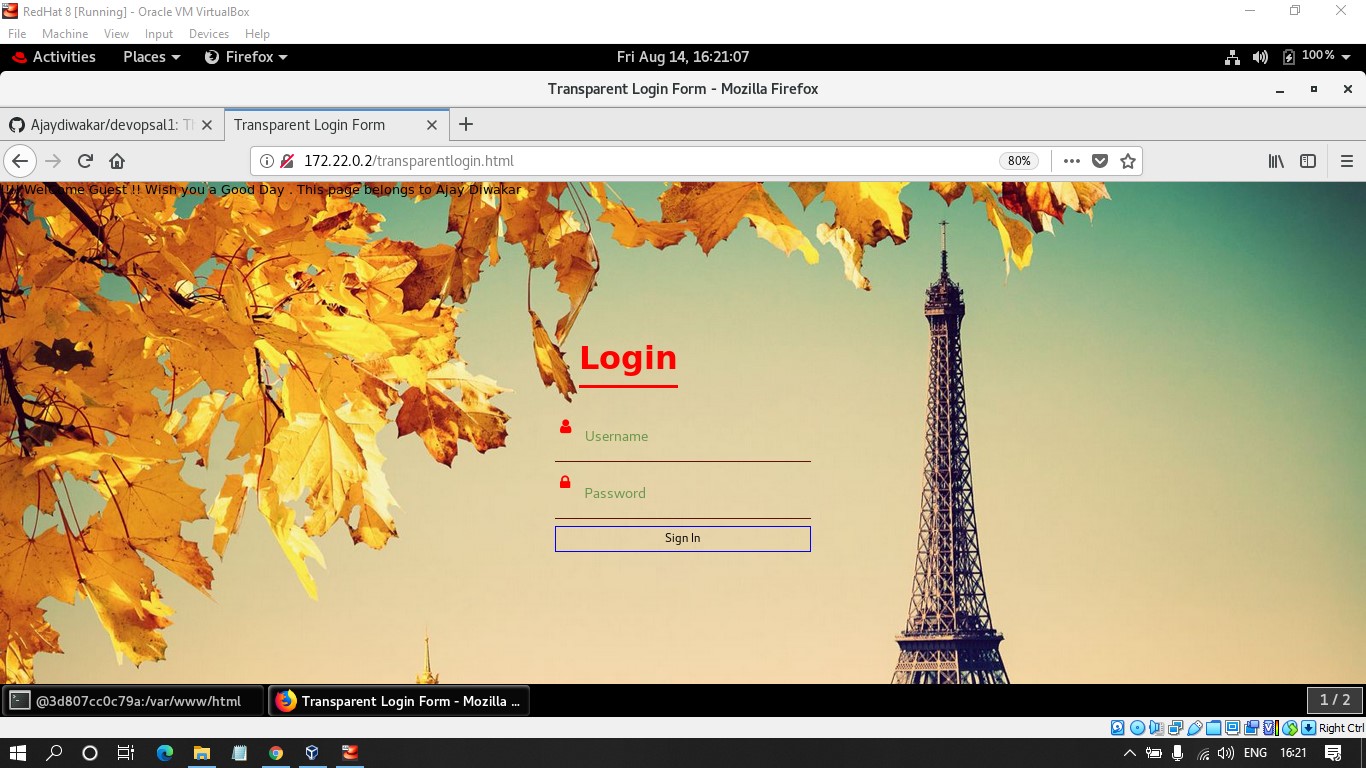 RedHat 8 [Running] - Oracle VM VirtualBox
File Machine View Input Devices Help
Activities Places Firefox Fri Aug 14, 16:21:07 100%
Transparent Login Form - Mozilla Firefox
Ajaydiwakar/devopsal1: Transparent Login Form
172.22.0.2/transparentlogin.html 80%
!!!! Welcome Guest !! Wish you a Good Day . This page belongs to Ajay Diwakar
Login
Username
Password
Sign In
@3d807cc0c79a:/var/www/html Transparent Login Form - Mozilla ... 1 / 2
Right Ctrl
ENG 16:21